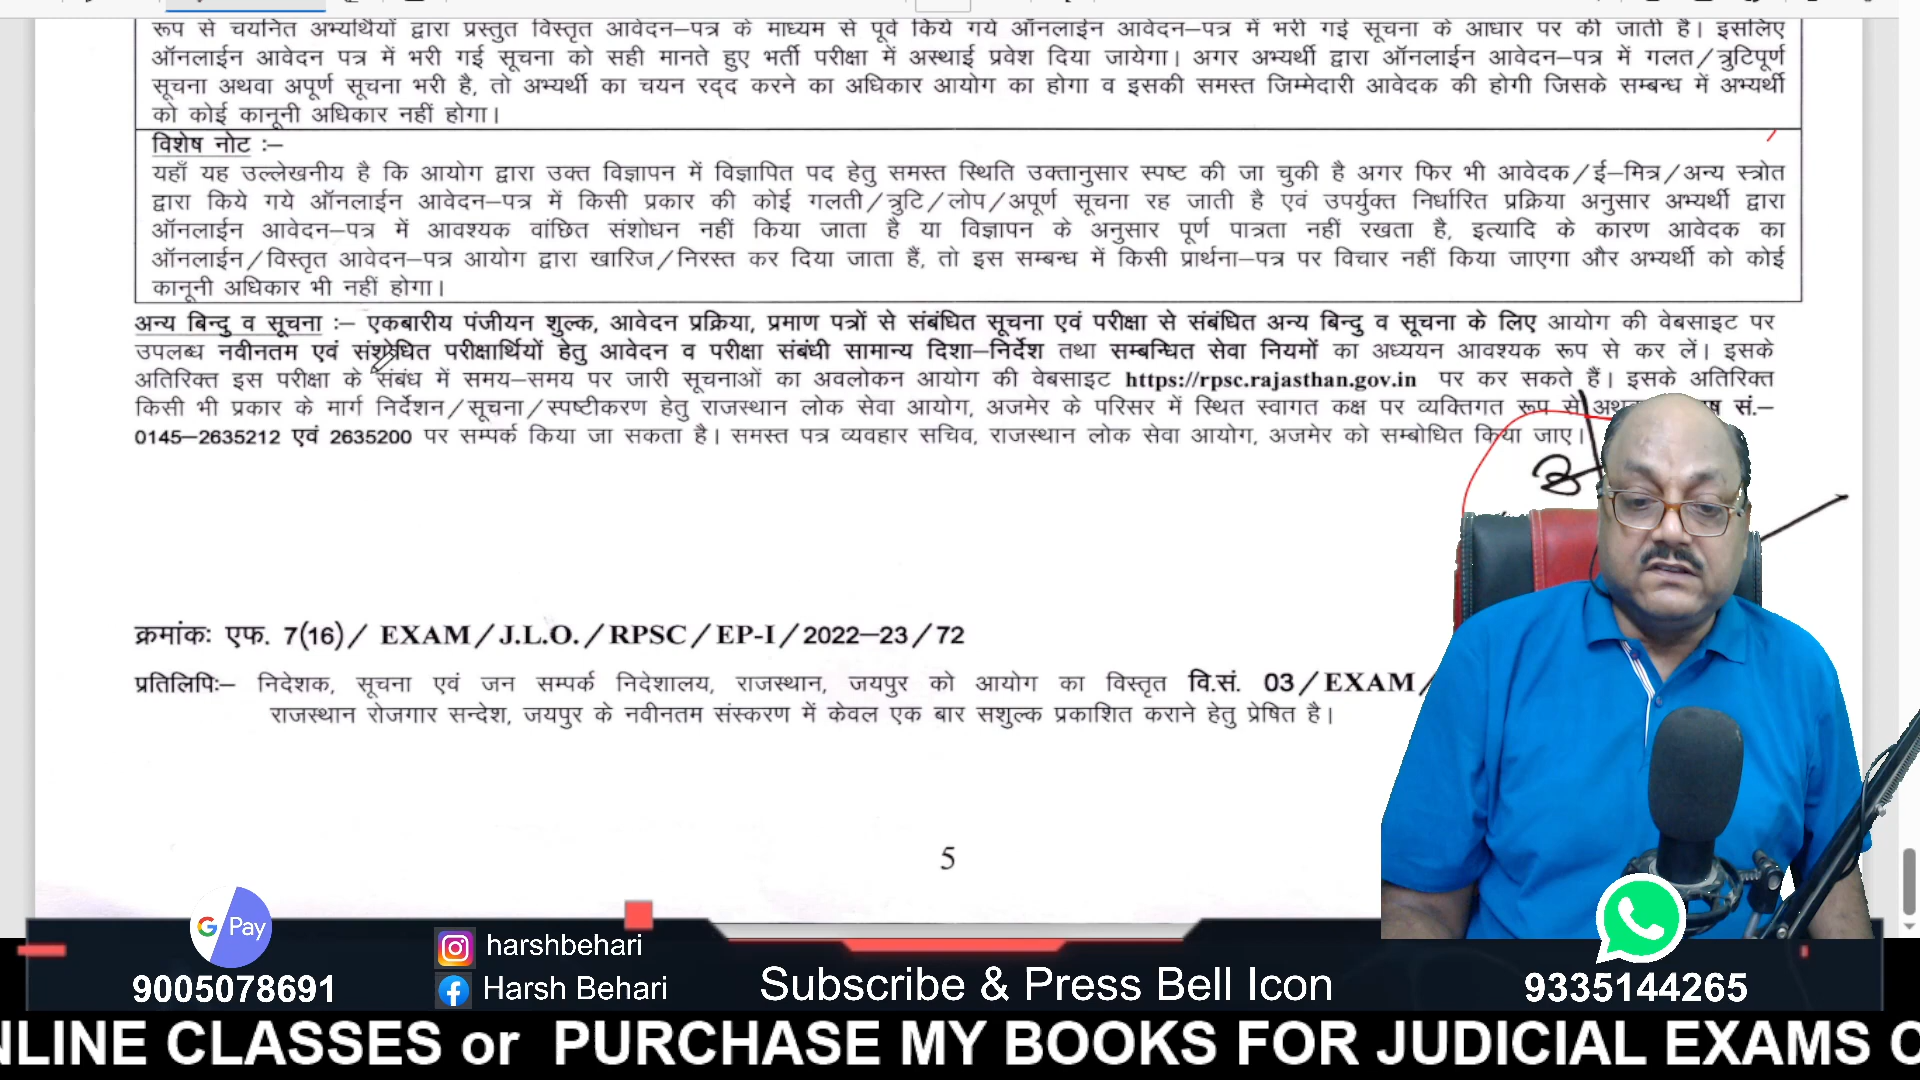 रूप से चयनित अभ्यर्थियों द्वारा प्रस्तुत विस्तृत आवेदन–पत्र के माध्यम से पूर्व किये गये ऑनलाईन आवेदन–पत्र में भरी गई सूचना के आधार पर की जाती है। इसलिए
ऑनलाईन आवेदन पत्र में भरी गई सूचना को सही मानते हुए भर्ती परीक्षा में अस्थाई प्रवेश दिया जायेगा। अगर अभ्यर्थी द्वारा ऑनलाईन आवेदन–पत्र में गलत/त्रुटिपूर्ण
सूचना अथवा अपूर्ण सूचना भरी है, तो अभ्यर्थी का चयन रद्द करने का अधिकार आयोग का होगा व इसकी समस्त जिम्मेदारी आवेदक की होगी जिसके सम्बन्ध में अभ्यर्थी
को कोई कानूनी अधिकार नहीं होगा।
विशेष नोट :–
यहाँ यह उल्लेखनीय है कि आयोग द्वारा उक्त विज्ञापन में विज्ञापित पद हेतु समस्त स्थिति उक्तानुसार स्पष्ट की जा चुकी है अगर फिर भी आवेदक/ई–मित्र/अन्य स्त्रोत
द्वारा किये गये ऑनलाईन आवेदन–पत्र में किसी प्रकार की कोई गलती/त्रुटि/लोप/अपूर्ण सूचना रह जाती है एवं उपर्युक्त निर्धारित प्रक्रिया अनुसार अभ्यर्थी द्वारा
ऑनलाईन आवेदन–पत्र में आवश्यक वांछित संशोधन नहीं किया जाता है या विज्ञापन के अनुसार पूर्ण पात्रता नहीं रखता है, इत्यादि के कारण आवेदक का
ऑनलाईन/विस्तृत आवेदन–पत्र आयोग द्वारा खारिज/निरस्त कर दिया जाता हैं, तो इस सम्बन्ध में किसी प्रार्थना–पत्र पर विचार नहीं किया जाएगा और अभ्यर्थी को कोई
कानूनी अधिकार भी नहीं होगा।
अन्य बिन्दु व सूचना :– एकबारीय पंजीयन शुल्क, आवेदन प्रक्रिया, प्रमाण पत्रों से संबंधित सूचना एवं परीक्षा से संबंधित अन्य बिन्दु व सूचना के लिए आयोग की वेबसाइट पर
उपलब्ध नवीनतम एवं संशोधित परीक्षार्थियों हेतु आवेदन व परीक्षा संबंधी सामान्य दिशा–निर्देश तथा सम्बन्धित सेवा नियमों का अध्ययन आवश्यक रूप से कर लें। इसके
अतिरिक्त इस परीक्षा के संबंध में समय–समय पर जारी सूचनाओं का अवलोकन आयोग की वेबसाइट https://rpsc.rajasthan.gov.in पर कर सकते हैं। इसके अतिरिक्त
किसी भी प्रकार के मार्ग निर्देशन/सूचना/स्पष्टीकरण हेतु राजस्थान लोक सेवा आयोग, अजमेर के परिसर में स्थित स्वागत कक्ष पर व्यक्तिगत रूप से सं.–
0145–2635212 एवं 2635200 पर सम्पर्क किया जा सकता है। समस्त पत्र व्यवहार सचिव, राजस्थान लोक सेवा आयोग, अजमेर को सम्बोधित किया जाए।
क्रमांकः एफ. 7(16)/ EXAM/J.L.O./RPSC/EP-I/2022–23/72
प्रतिलिपिः– निदेशक, सूचना एवं जन सम्पर्क निदेशालय, राजस्थान, जयपुर को आयोग का विस्तृत वि.सं. 03/EXAM/
राजस्थान रोजगार सन्देश, जयपुर के नवीनतम संस्करण में केवल एक बार सशुल्क प्रकाशित कराने हेतु प्रेषित है।
5
G Pay
9005078691
harshbehari
Harsh Behari
Subscribe & Press Bell Icon
9335144265
NLINE CLASSES or PURCHASE MY BOOKS FOR JUDICIAL EXAMS